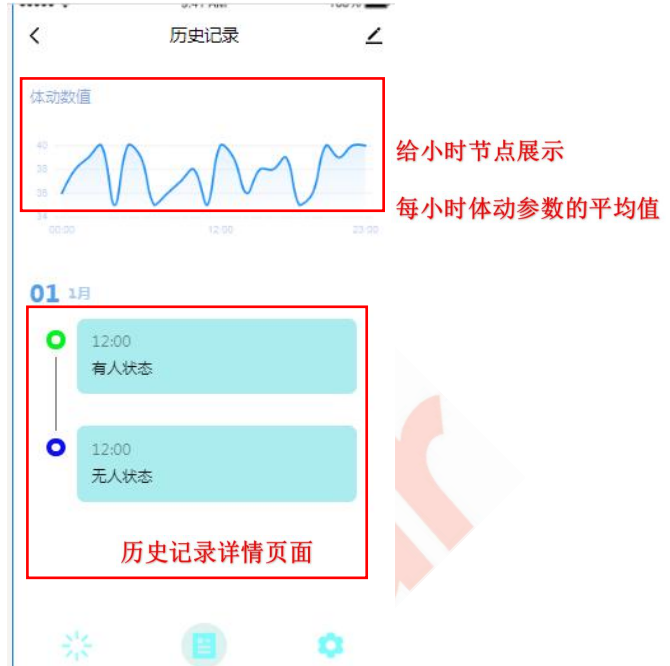 历史记录
体动数值
40
38
36
34
00:00
12:00
23:00
给小时节点展示
每小时体动参数的平均值
01 1月
12:00
有人状态
12:00
无人状态
历史记录详情页面